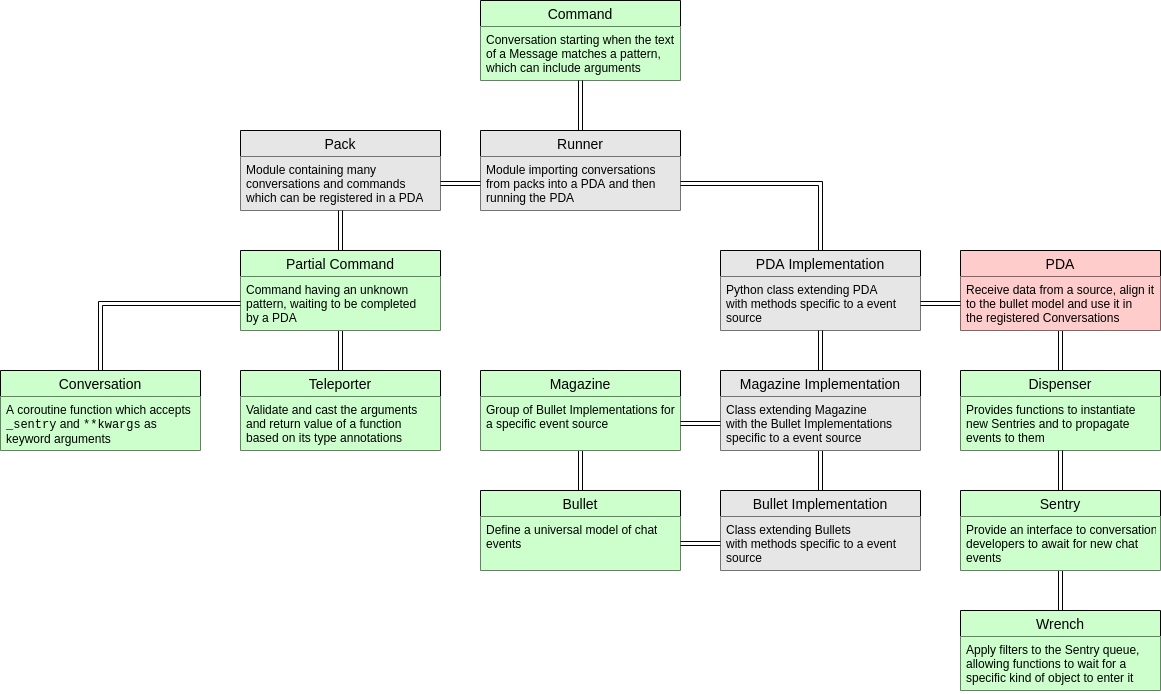 Command
Conversation starting when the text
of a Message matches a pattern,
which can include arguments
Pack
Module containing many
conversations and commands
which can be registered in a PDA
Runner
Module importing conversations
from packs into a PDA and then
running the PDA
Partial Command
Command having an unknown
pattern, waiting to be completed
by a PDA
PDA Implementation
Python class extending PDA
with methods specific to a event
source
PDA
Receive data from a source, align it
to the bullet model and use it in
the registered Conversations
Conversation
A coroutine function which accepts
_sentry and **kwargs as
keyword arguments
Teleporter
Validate and cast the arguments
and return value of a function
based on its type annotations
Magazine
Group of Bullet Implementations for
a specific event source
Magazine Implementation
Class extending Magazine
with the Bullet Implementations
specific to a event source
Dispenser
Provides functions to instantiate
new Sentries and to propagate
events to them
Bullet
Define a universal model of chat
events
Bullet Implementation
Class extending Bullets
with methods specific to a event
source
Sentry
Provide an interface to conversation
developers to await for new chat
events
Wrench
Apply filters to the Sentry queue,
allowing functions to wait for a
specific kind of object to enter it